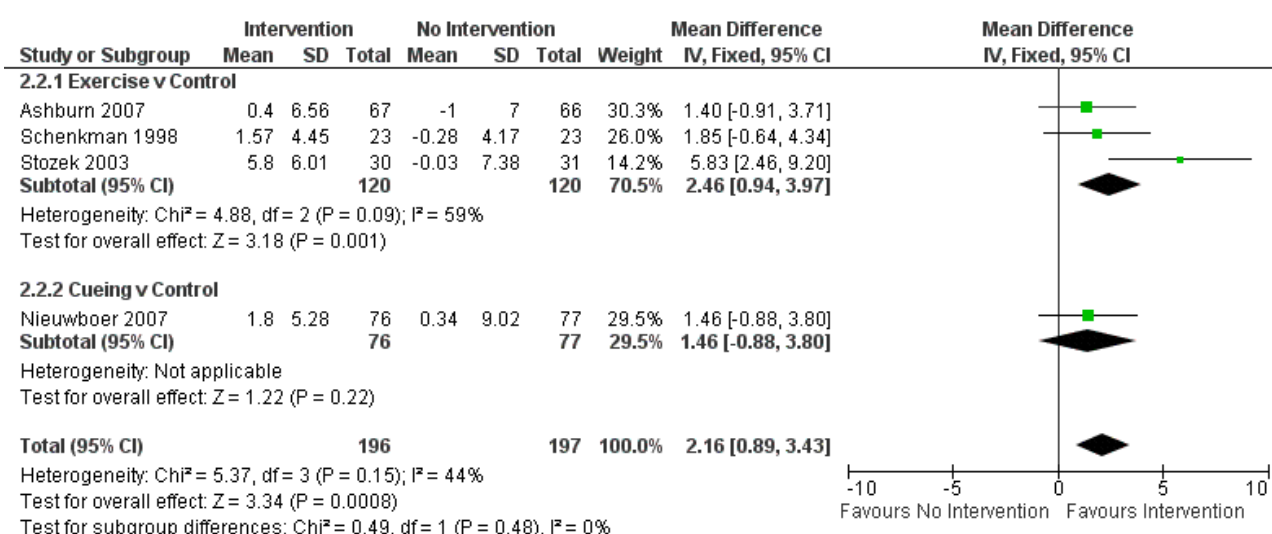 Intervention No Intervention Mean Difference Mean Difference
Study or Subgroup Mean SD Total Mean SD Total Weight IV, Fixed, 95% CI IV, Fixed, 95% CI
2.2.1 Exercise v Control
Ashburn 2007 0.4 6.56 67 -1 7 66 30.3% 1.40 [-0.91, 3.71]
Schenkman 1998 1.57 4.45 23 -0.28 4.17 23 26.0% 1.85 [-0.64, 4.34]
Stozek 2003 5.8 6.01 30 -0.03 7.38 31 14.2% 5.83 [2.46, 9.20]
Subtotal (95% CI) 120 120 70.5% 2.46 [0.94, 3.97]
Heterogeneity: Chi² = 4.88, df = 2 (P = 0.09); I² = 59%
Test for overall effect: Z = 3.18 (P = 0.001)
2.2.2 Cueing v Control
Nieuwboer 2007 1.8 5.28 76 0.34 9.02 77 29.5% 1.46 [-0.88, 3.80]
Subtotal (95% CI) 76 77 29.5% 1.46 [-0.88, 3.80]
Heterogeneity: Not applicable
Test for overall effect: Z = 1.22 (P = 0.22)
Total (95% CI) 196 197 100.0% 2.16 [0.89, 3.43]
Heterogeneity: Chi² = 5.37, df = 3 (P = 0.15); I² = 44%
Test for overall effect: Z = 3.34 (P = 0.0008)
Test for subgroup differences: Chi² = 0.49, df = 1 (P = 0.48), I² = 0%
-10 -5 0 5 10
Favours No Intervention Favours Intervention